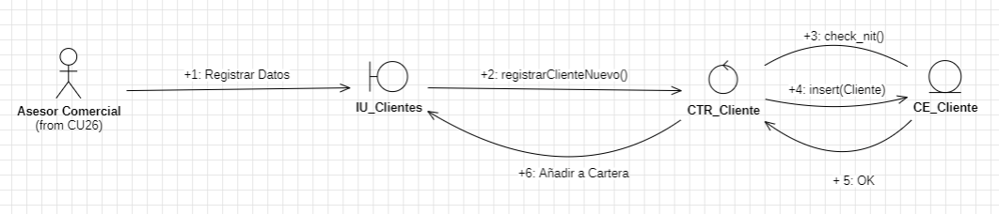 +1: Registrar Datos
+2: registrarClienteNuevo()
+3: check_nit()
+4: insert(Cliente)
Asesor Comercial
(from CU26)
IU_Clientes
CTR_Cliente
CE_Cliente
+6: Añadir a Cartera
+ 5: OK